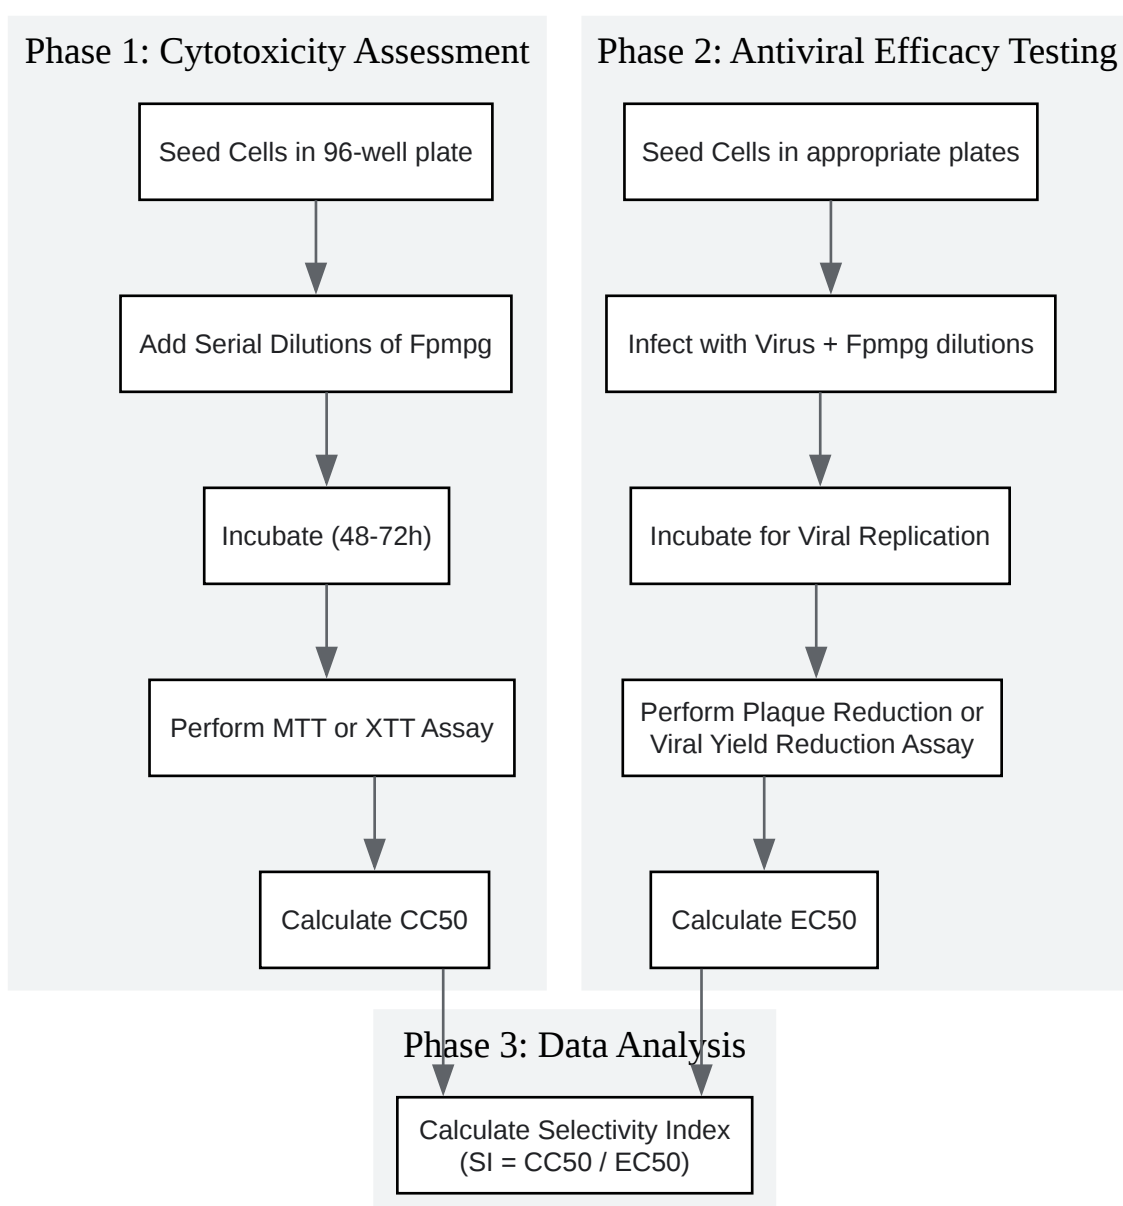 Phase 1: Cytotoxicity Assessment
Seed Cells in 96-well plate
Add Serial Dilutions of Fpmpg
Incubate (48-72h)
Perform MTT or XTT Assay
Calculate CC50
Phase 2: Antiviral Efficacy Testing
Seed Cells in appropriate plates
Infect with Virus + Fpmpg dilutions
Incubate for Viral Replication
Perform Plaque Reduction or
Viral Yield Reduction Assay
Calculate EC50
Phase 3: Data Analysis
Calculate Selectivity Index
(SI = CC50 / EC50)